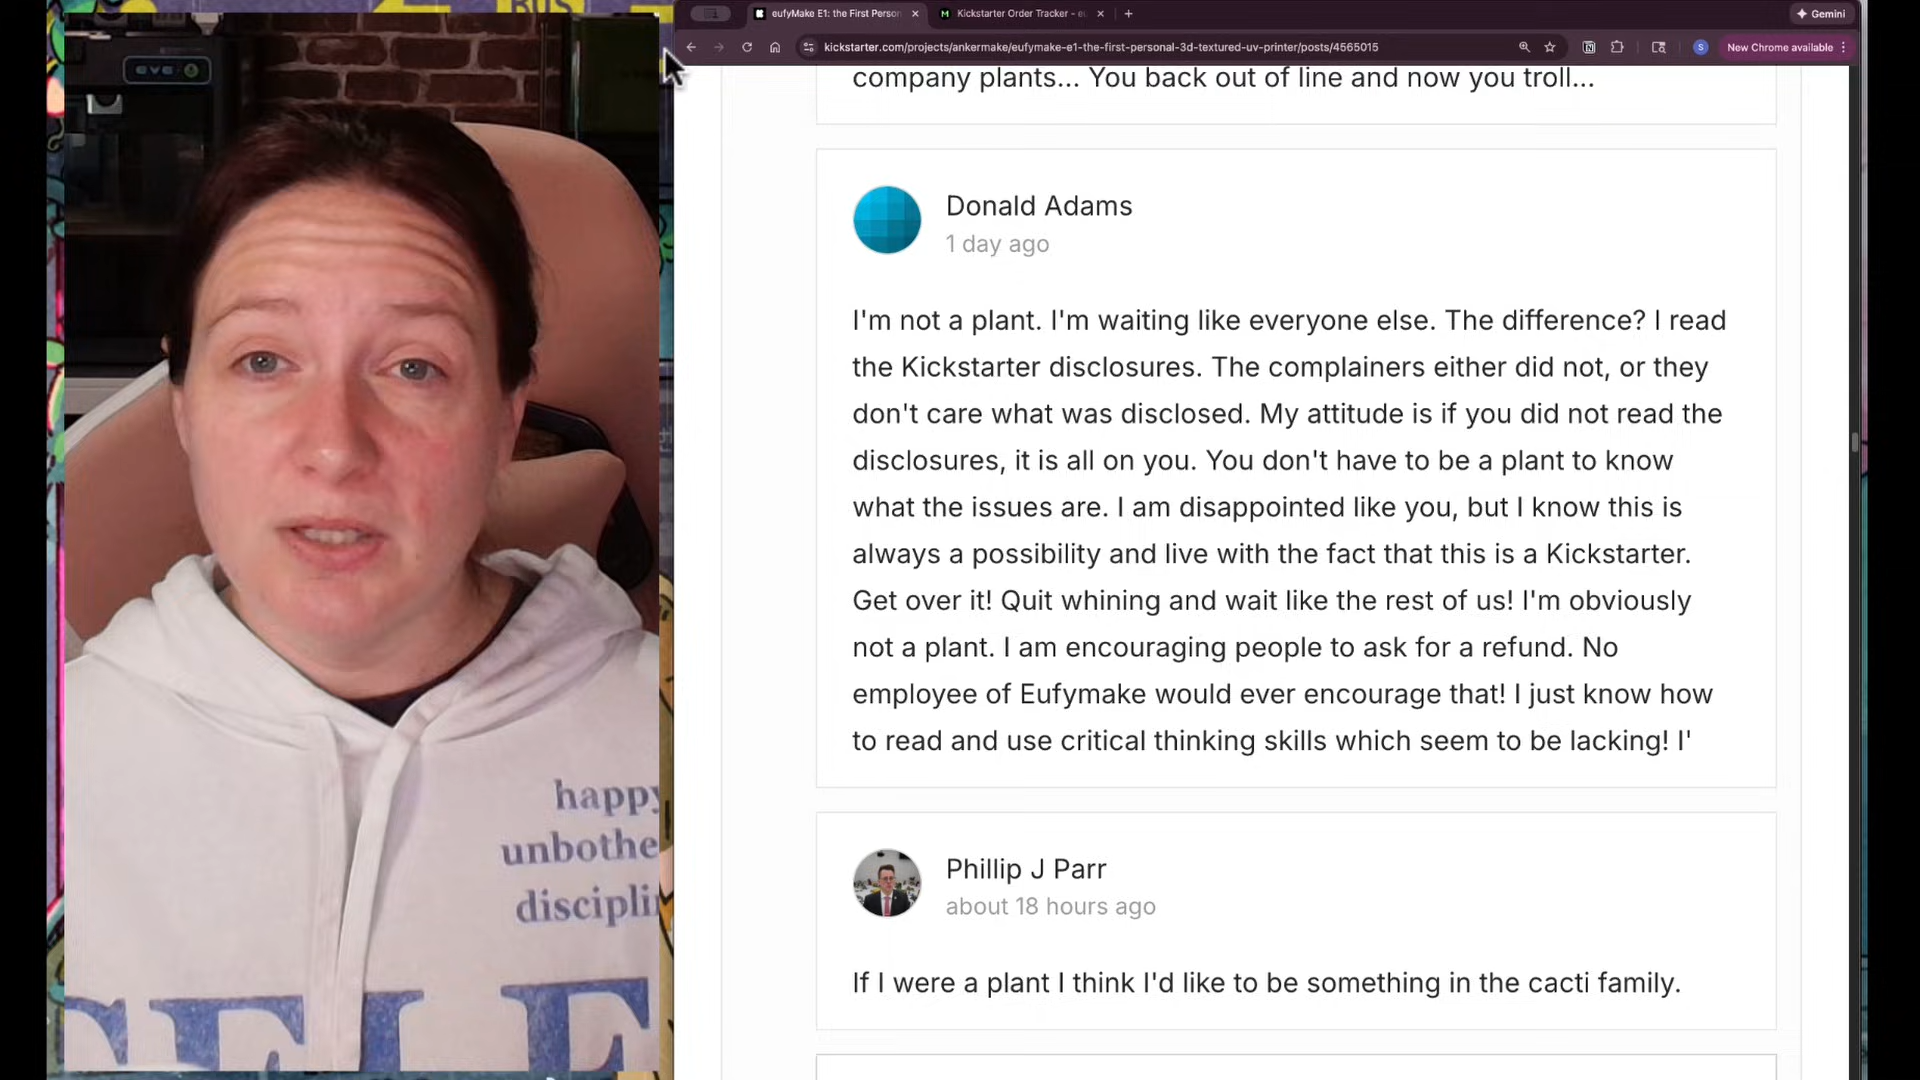 BUS
eufyMake E1: the First Person
Kickstarter Order Tracker - eu
Gemini
kickstarter.com/projects/ankermake/eufymake-e1-the-first-personal-3d-textured-uv-printer/posts/4565015
S
New Chrome available
company plants... You back out of line and now you troll...
Donald Adams
1 day ago
I'm not a plant. I'm waiting like everyone else. The difference? I read
the Kickstarter disclosures. The complainers either did not, or they
don't care what was disclosed. My attitude is if you did not read the
disclosures, it is all on you. You don't have to be a plant to know
what the issues are. I am disappointed like you, but I know this is
always a possibility and live with the fact that this is a Kickstarter.
Get over it! Quit whining and wait like the rest of us! I'm obviously
not a plant. I am encouraging people to ask for a refund. No
employee of Eufymake would ever encourage that! I just know how
to read and use critical thinking skills which seem to be lacking! I'
Phillip J Parr
about 18 hours ago
If I were a plant I think I'd like to be something in the cacti family.
happy
unbothe
discipli